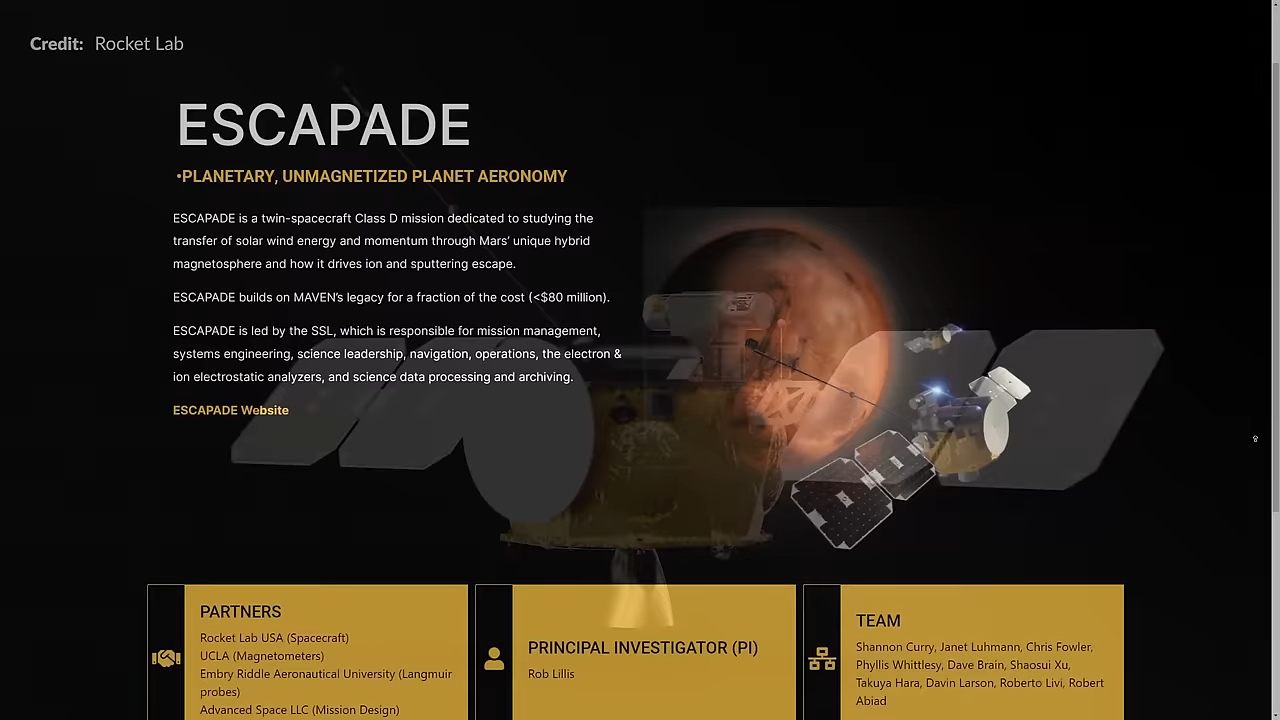 Credit: Rocket Lab
ESCAPADE
•PLANETARY, UNMAGNETIZED PLANET AERONOMY
ESCAPADE is a twin-spacecraft Class D mission dedicated to studying the
transfer of solar wind energy and momentum through Mars’ unique hybrid
magnetosphere and how it drives ion and sputtering escape.
ESCAPADE builds on MAVEN’s legacy for a fraction of the cost (<$80 million).
ESCAPADE is led by the SSL, which is responsible for mission management,
systems engineering, science leadership, navigation, operations, the electron &
ion electrostatic analyzers, and science data processing and archiving.
ESCAPADE Website
PARTNERS
Rocket Lab USA (Spacecraft)
UCLA (Magnetometers)
Embry Riddle Aeronautical University (Langmuir
probes)
Advanced Space LLC (Mission Design)
PRINCIPAL INVESTIGATOR (PI)
Rob Lillis
TEAM
Shannon Curry, Janet Luhmann, Chris Fowler,
Phyllis Whittlesy, Dave Brain, Shaosui Xu,
Takuya Hara, Davin Larson, Roberto Livi, Robert
Abiad